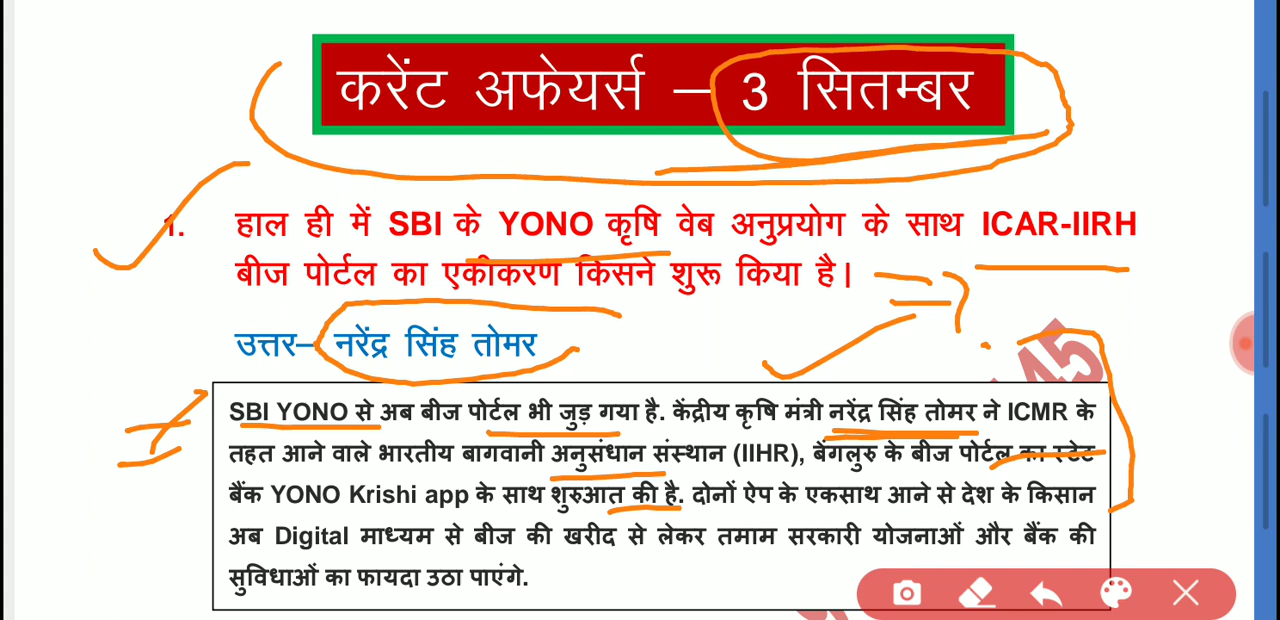 करेंट अफेयर्स – 3 सितम्बर
1. हाल ही में SBI के YONO कृषि वेब अनुप्रयोग के साथ ICAR-IIRH
बीज पोर्टल का एकीकरण किसने शुरू किया है|
उत्तर– नरेंद्र सिंह तोमर
45
SBI YONO से अब बीज पोर्टल भी जुड़ गया है. केंद्रीय कृषि मंत्री नरेंद्र सिंह तोमर ने ICMR के
तहत आने वाले भारतीय बागवानी अनुसंधान संस्थान (IIHR), बेंगलुरु के बीज पोर्टल का स्टेट
बैंक YONO Krishi app के साथ शुरुआत की है. दोनों ऐप के एकसाथ आने से देश के किसान
अब Digital माध्यम से बीज की खरीद से लेकर तमाम सरकारी योजनाओं और बैंक की
सुविधाओं का फायदा उठा पाएंगे.